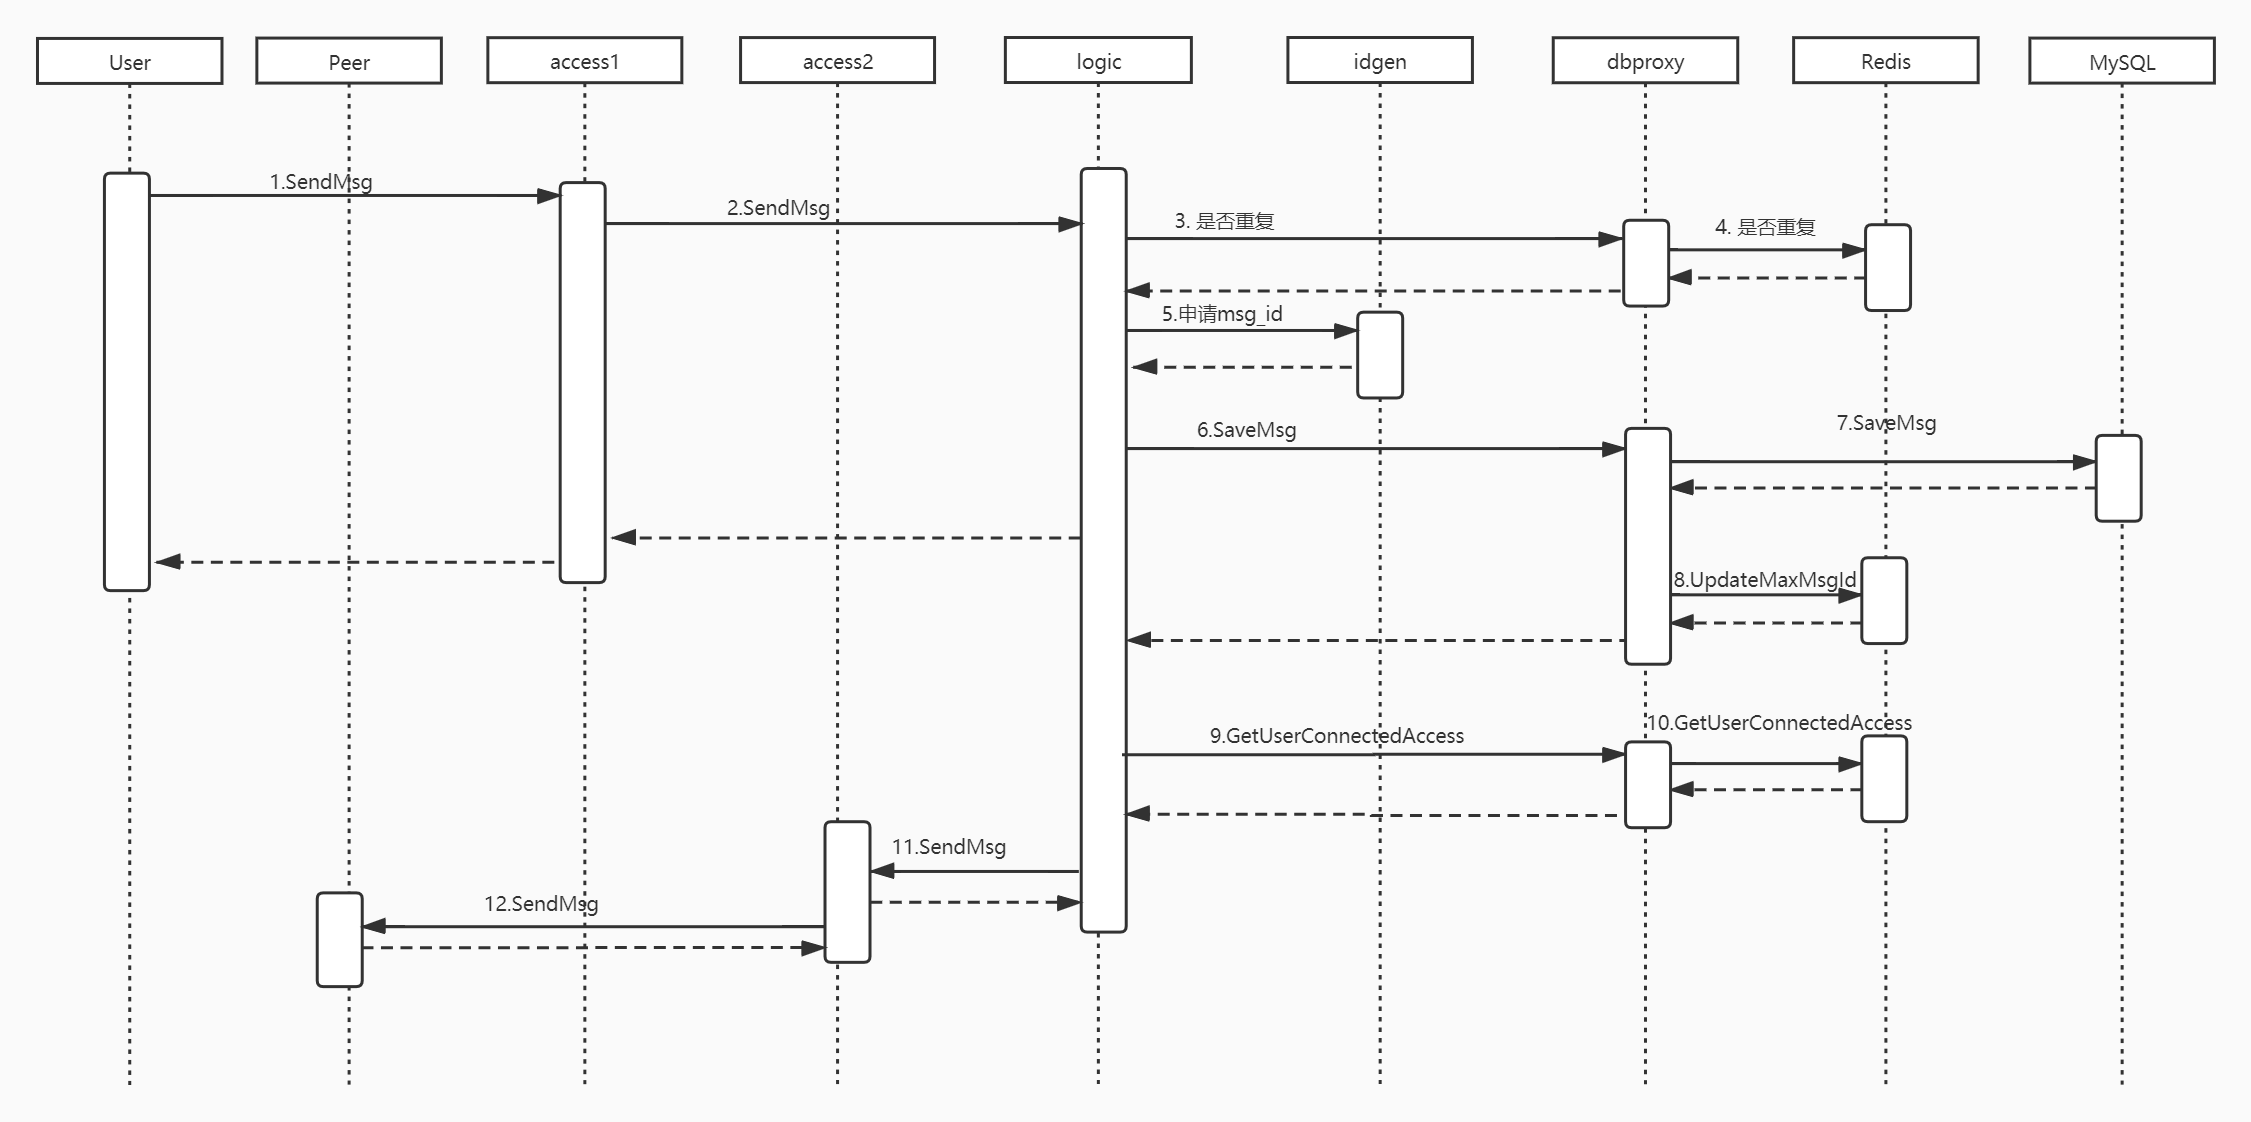 User
Peer
access1
access2
logic
idgen
dbproxy
Redis
MySQL
1.SendMsg
2.SendMsg
3. 是否重复
4. 是否重复
5.申请msg_id
6.SaveMsg
7.SaveMsg
8.UpdateMaxMsgId
9.GetUserConnectedAccess
10.GetUserConnectedAccess
11.SendMsg
12.SendMsg